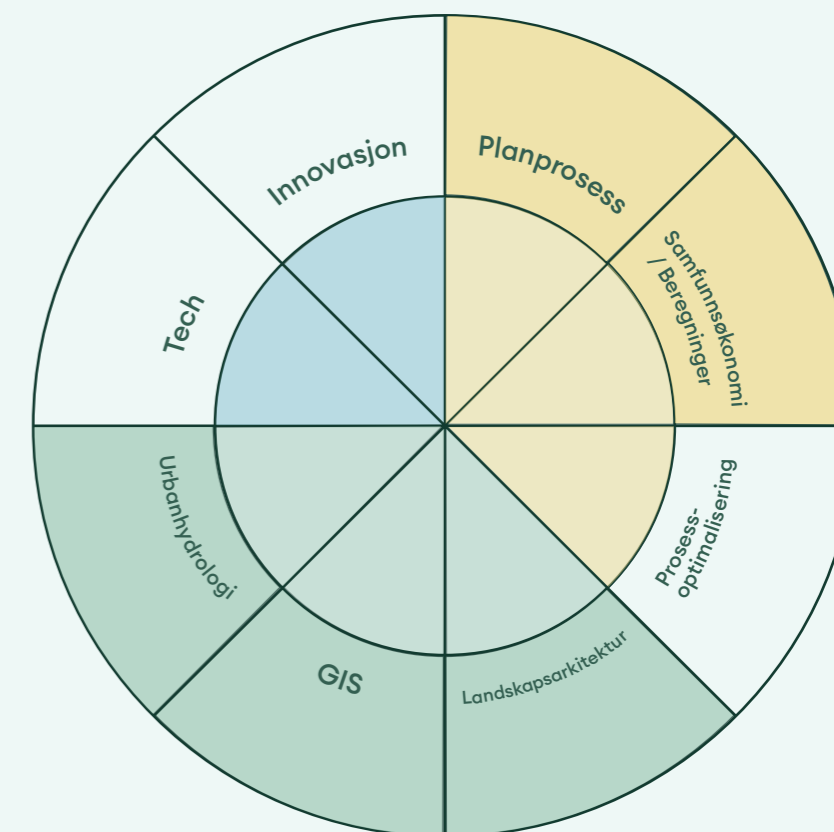 Innovasjon
Planprosess
Samfunnsøkonomi
/ Beregninger
Prosess-
optimalisering
Landskapsarkitektur
GIS
Urbanhydrologi
Tech